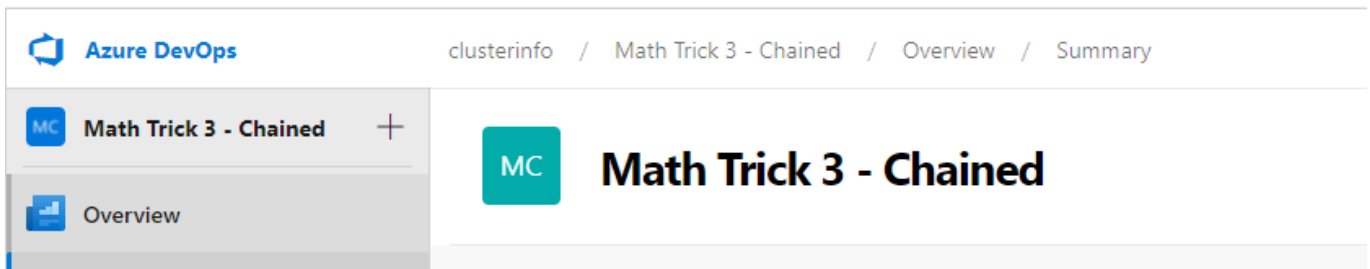 Azure DevOps
clusterinfo / Math Trick 3 - Chained / Overview / Summary
MC Math Trick 3 - Chained +
MC Math Trick 3 - Chained
Overview